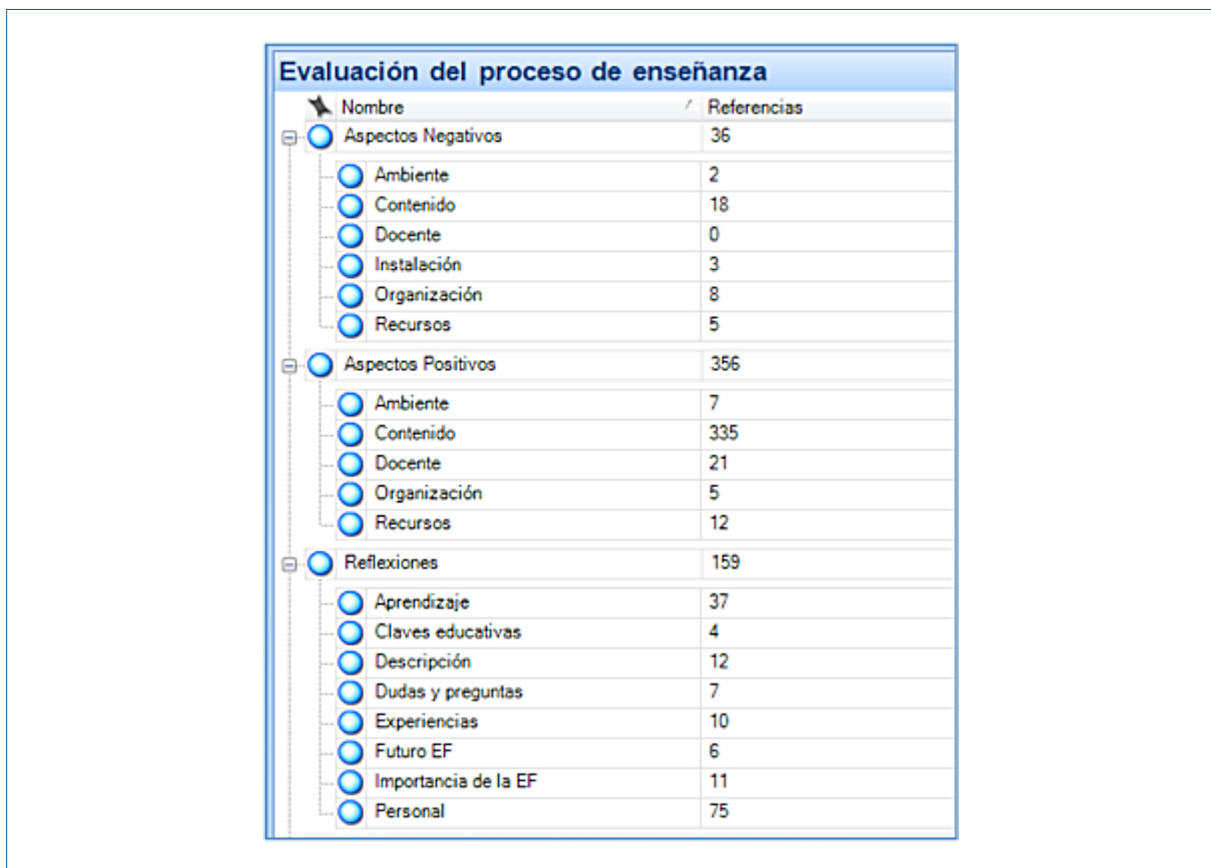 Evaluación del proceso de enseñanza
Nombre Referencias
Aspectos Negativos 36
Ambiente 2
Contenido 18
Docente 0
Instalación 3
Organización 8
Recursos 5
Aspectos Positivos 356
Ambiente 7
Contenido 335
Docente 21
Organización 5
Recursos 12
Reflexiones 159
Aprendizaje 37
Claves educativas 4
Descripción 12
Dudas y preguntas 7
Experiencias 10
Futuro EF 6
Importancia de la EF 11
Personal 75